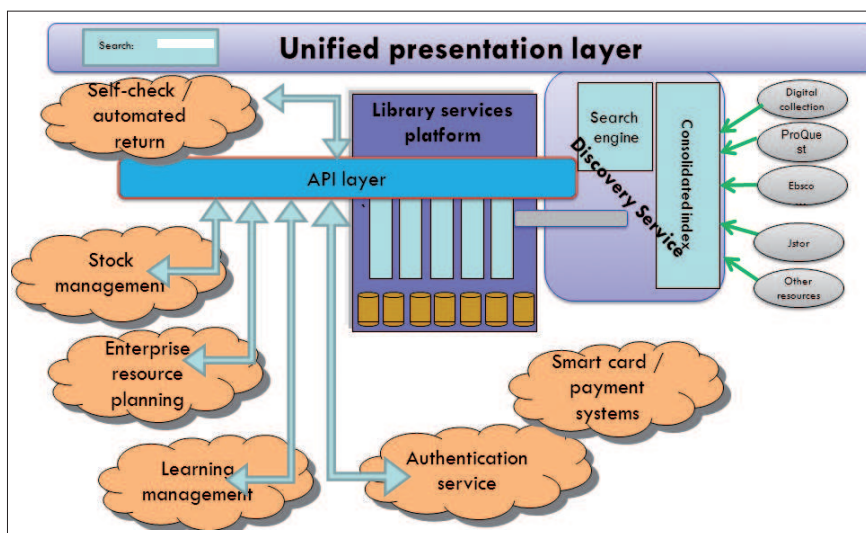 Search:
Unified presentation layer
Self-check /
automated
return
Library services
platform
Search
engine
Consolidated index
Discovery Service
Digital
collection
ProQue
st
Ebsco
...
Jstor
Other
resources
API layer
Stock
management
Enterprise
resource
planning
Learning
management
Authentication
service
Smart card /
payment
systems